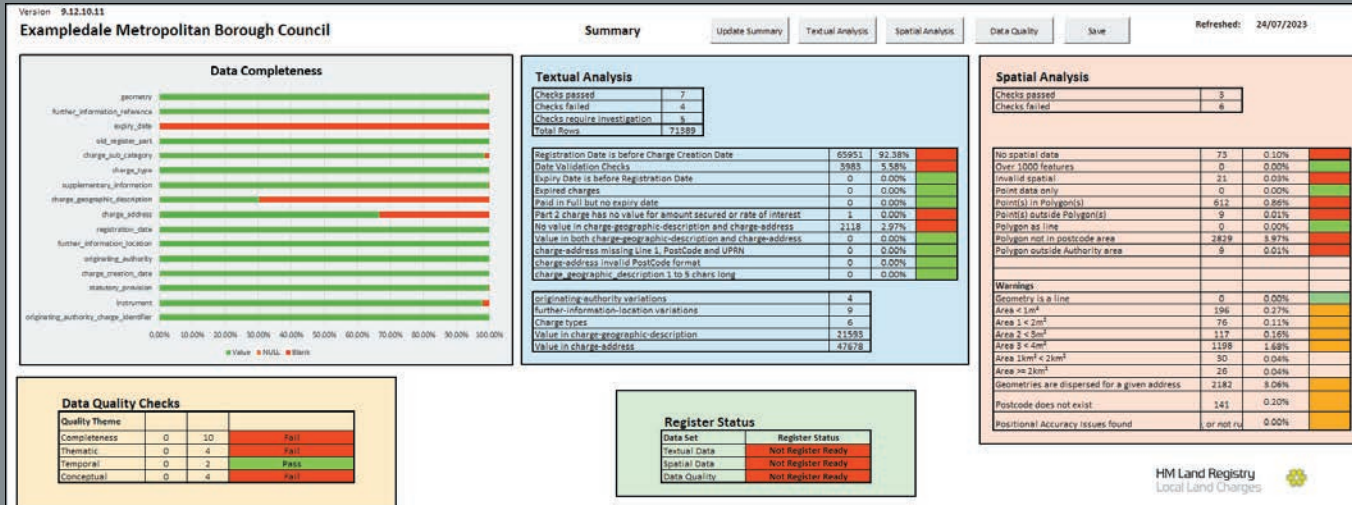 Version 9.12.10.11
Exampledale Metropolitan Borough Council
Summary
Update Summary
Textual Analysis
Spatial Analysis
Data Quality
Save
Refreshed: 24/07/2023
Data Completeness
geometry
further_information_reference
expiry_date
old_register_part
charge_sub_category
charge_type
supplementary_information
charge_geographic_description
charge_address
registration_date
further_information_location
originating_authority
charge_creation_date
statutory_provision
instrument
originating_authority_charge_identifier
0.00% 10.00% 20.00% 30.00% 40.00% 50.00% 60.00% 70.00% 80.00% 90.00% 100.00%
Value NULL Blank
Textual Analysis
Checks passed 7
Checks failed 4
Checks require investigation 5
Total Rows 71389
Registration Date is before Charge Creation Date 65951 92.38%
Date Validation Checks 3983 5.58%
Expiry Date is before Registration Date 0 0.00%
Expired charges 0 0.00%
Paid in Full but no expiry date 0 0.00%
Part 2 charge has no value for amount secured or rate of interest 1 0.00%
No value in charge-geographic-description and charge-address 2118 2.97%
Value in both charge-geographic-description and charge-address 0 0.00%
charge-address missing Line 1, PostCode and UPRN 0 0.00%
charge-address invalid PostCode format 0 0.00%
charge_geographic_description 1 to 5 chars long 0 0.00%
originating-authority variations 4
further-information-location variations 9
Charge types 6
Value in charge-geographic-description 21593
Value in charge-address 47678
Spatial Analysis
Checks passed 3
Checks failed 6
No spatial data 73 0.10%
Over 1000 features 0 0.00%
Invalid spatial 21 0.03%
Point data only 0 0.00%
Point(s) in Polygon(s) 612 0.86%
Point(s) outside Polygon(s) 9 0.01%
Polygon as line 0 0.00%
Polygon not in postcode area 2829 3.97%
Polygon outside Authority area 9 0.01%
Warnings
Geometry is a line 0 0.00%
Area < 1m² 196 0.27%
Area 1 < 2m² 76 0.11%
Area 2 < 3m² 117 0.16%
Area 3 < 4m² 1198 1.68%
Area 1km² < 2km² 30 0.04%
Area >= 2km² 26 0.04%
Geometries are dispersed for a given address 2182 3.06%
Postcode does not exist 141 0.20%
Positional Accuracy Issues found , or not ru 0.00%
Data Quality Checks
Quality Theme
Completeness 0 10 Fail
Thematic 0 4 Fail
Temporal 0 2 Pass
Conceptual 0 4 Fail
Register Status
Data Set Register Status
Textual Data Not Register Ready
Spatial Data Not Register Ready
Data Quality Not Register Ready
HM Land Registry
Local Land Charges